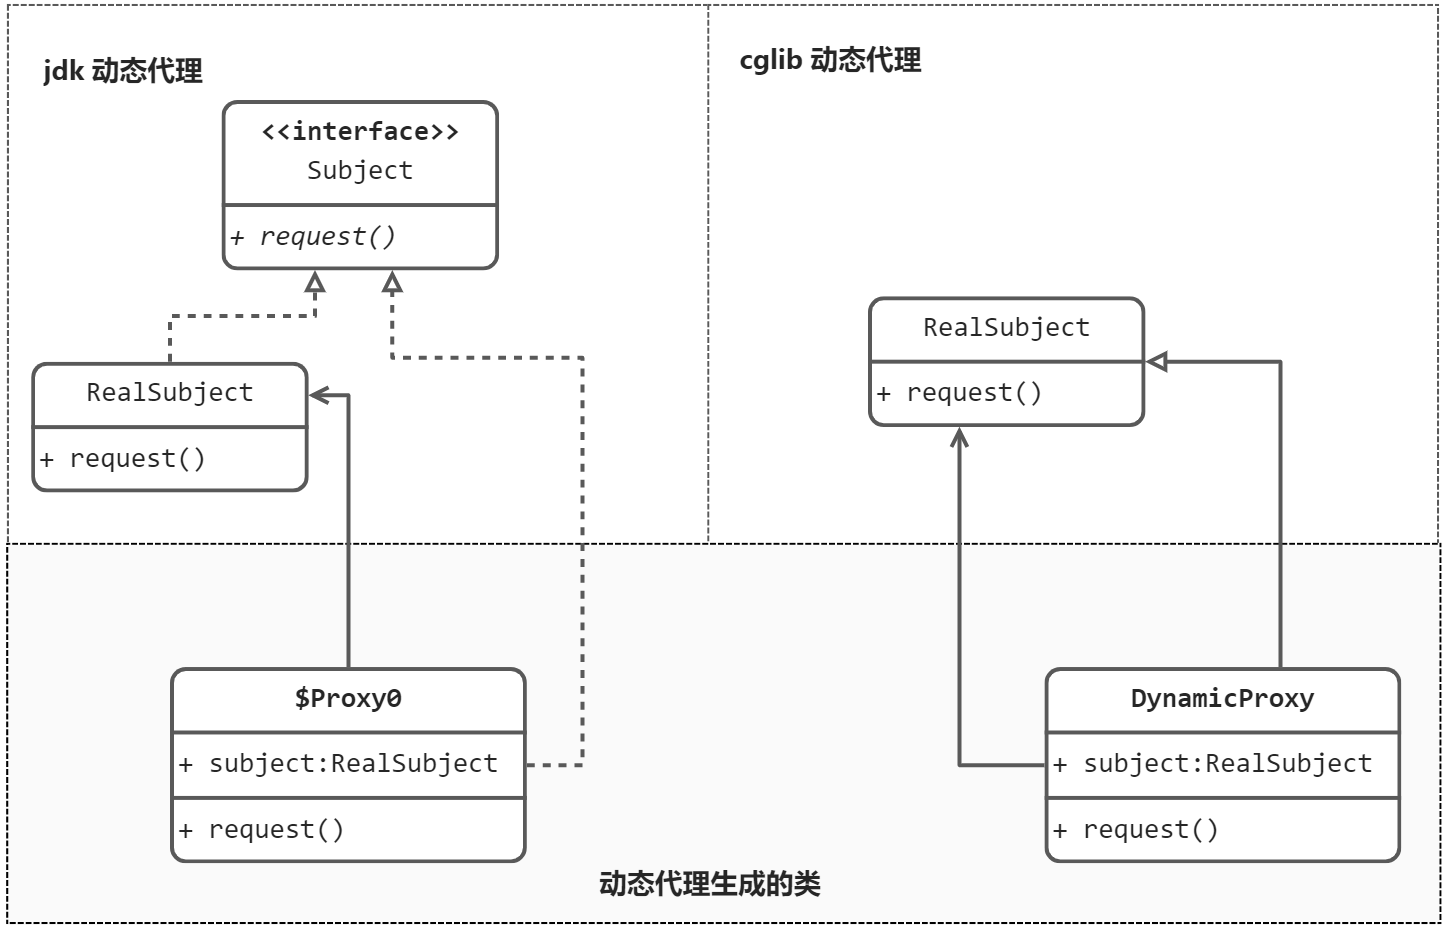 jdk 动态代理
<<interface>>
Subject
+ request()
RealSubject
+ request()
$Proxy0
+ subject:RealSubject
+ request()
cglib 动态代理
RealSubject
+ request()
DynamicProxy
+ subject:RealSubject
+ request()
动态代理生成的类